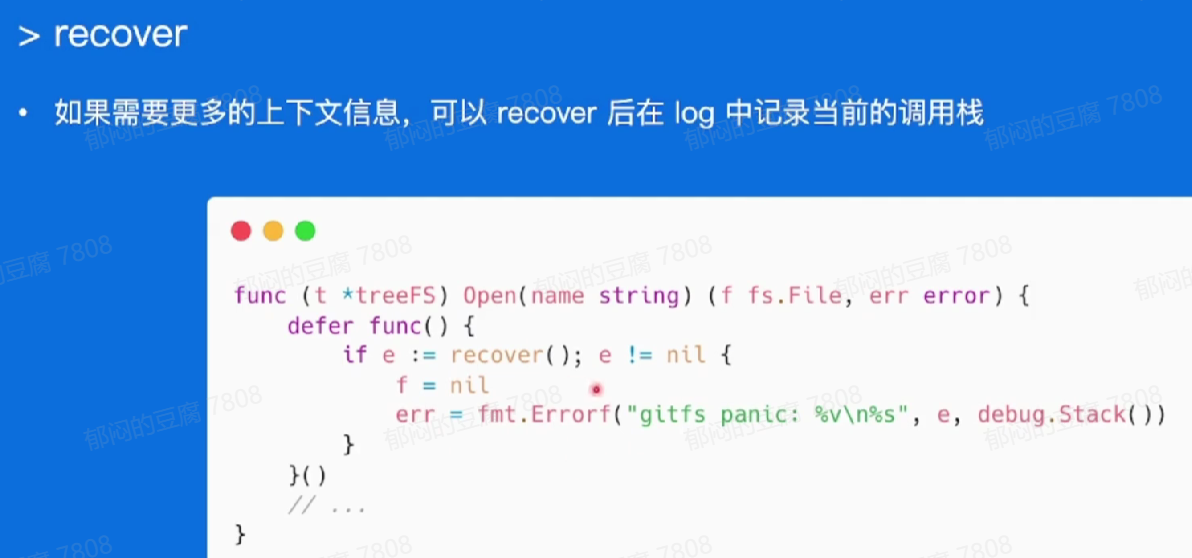 > recover
• 如果需要更多的上下文信息，可以 recover 后在 log 中记录当前的调用栈
func (t *treeFS) Open(name string) (f fs.File, err error) {
    defer func() {
        if e := recover(); e != nil {
            f = nil
            err = fmt.Errorf("gitfs panic: %v\n%s", e, debug.Stack())
        }
    }()
    // ...
}
郁闷的豆腐 7808